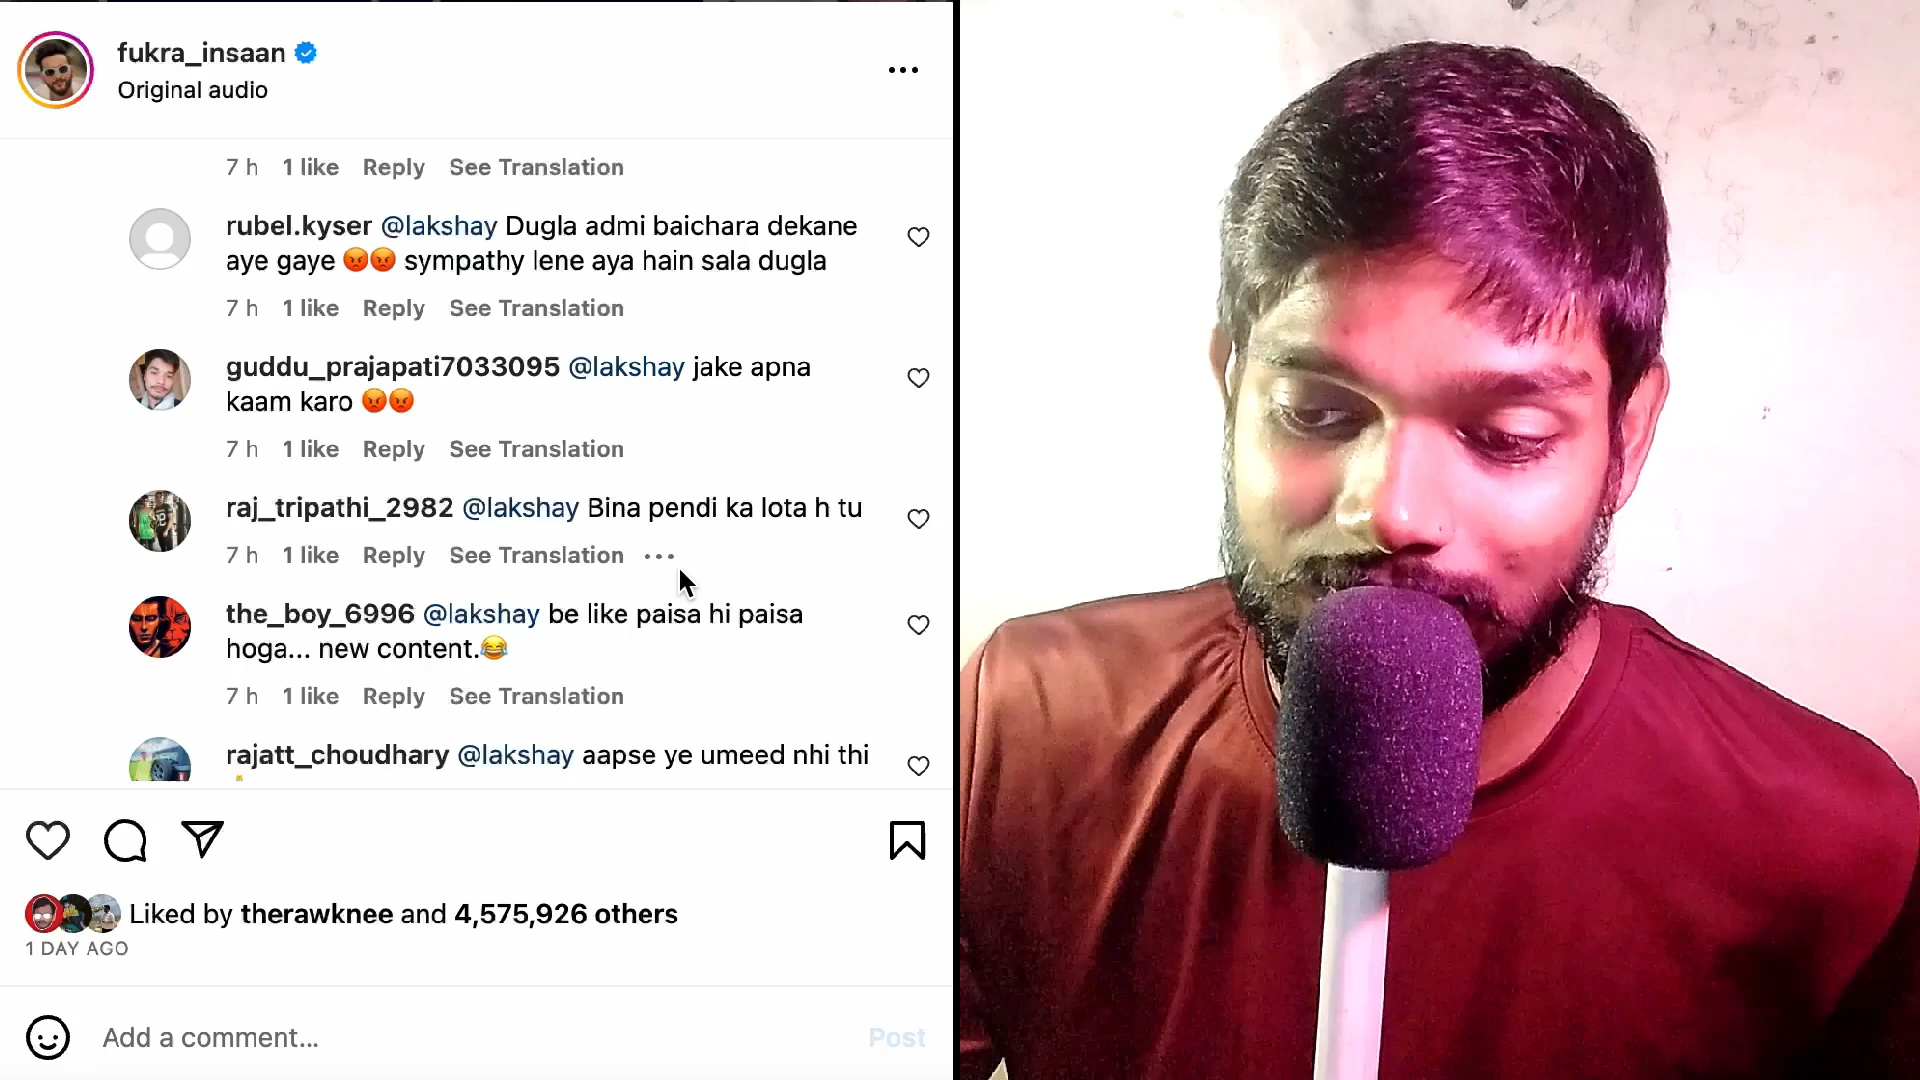 fukra_insaan
Original audio
7 h 1 like Reply See Translation
rubel.kyser @lakshay Dugla admi baichara dekane
aye gaye 😡😡 sympathy lene aya hain sala dugla
7 h 1 like Reply See Translation
guddu_prajapati7033095 @lakshay jake apna
kaam karo 😡😡
7 h 1 like Reply See Translation
raj_tripathi_2982 @lakshay Bina pendi ka lota h tu
7 h 1 like Reply See Translation
the_boy_6996 @lakshay be like paisa hi paisa
hoga... new content.😂
7 h 1 like Reply See Translation
rajatt_choudhary @lakshay aapse ye umeed nhi thi
Liked by therawknee and 4,575,926 others
1 DAY AGO
Add a comment...
Post